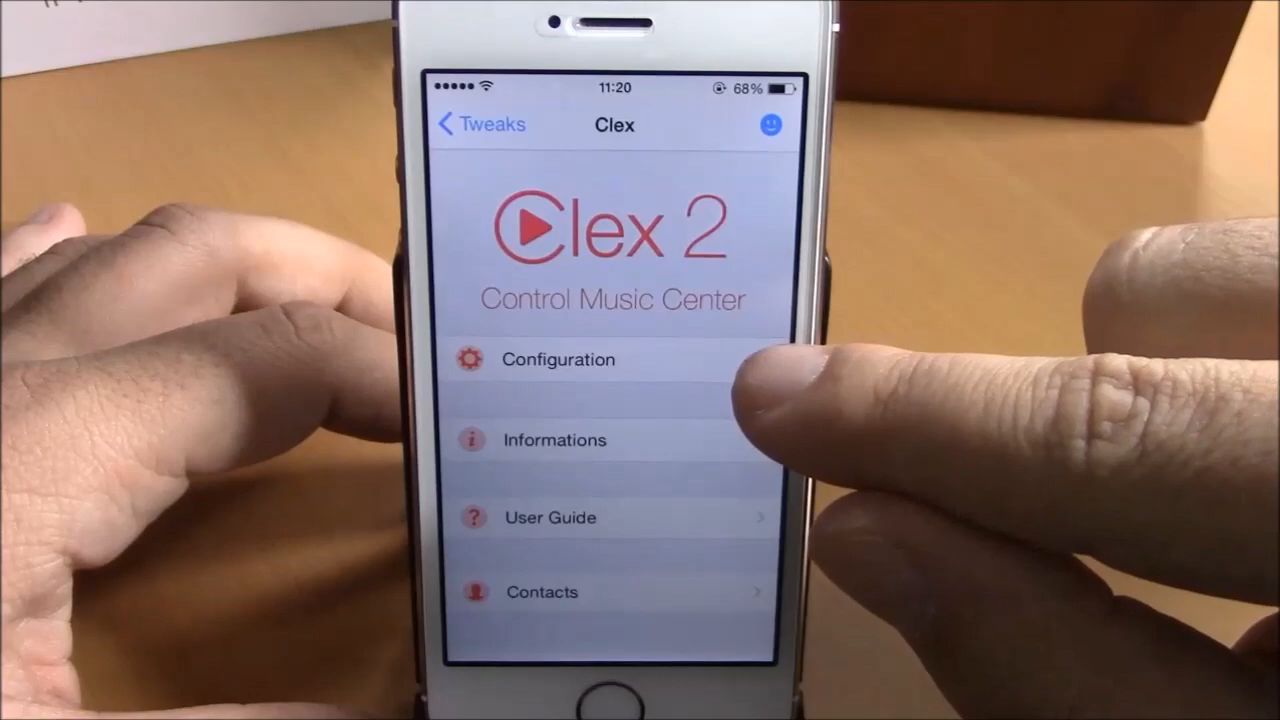 11:20
68%
Tweaks
Clex
Clex 2
Control Music Center
Configuration
Informations
User Guide
Contacts